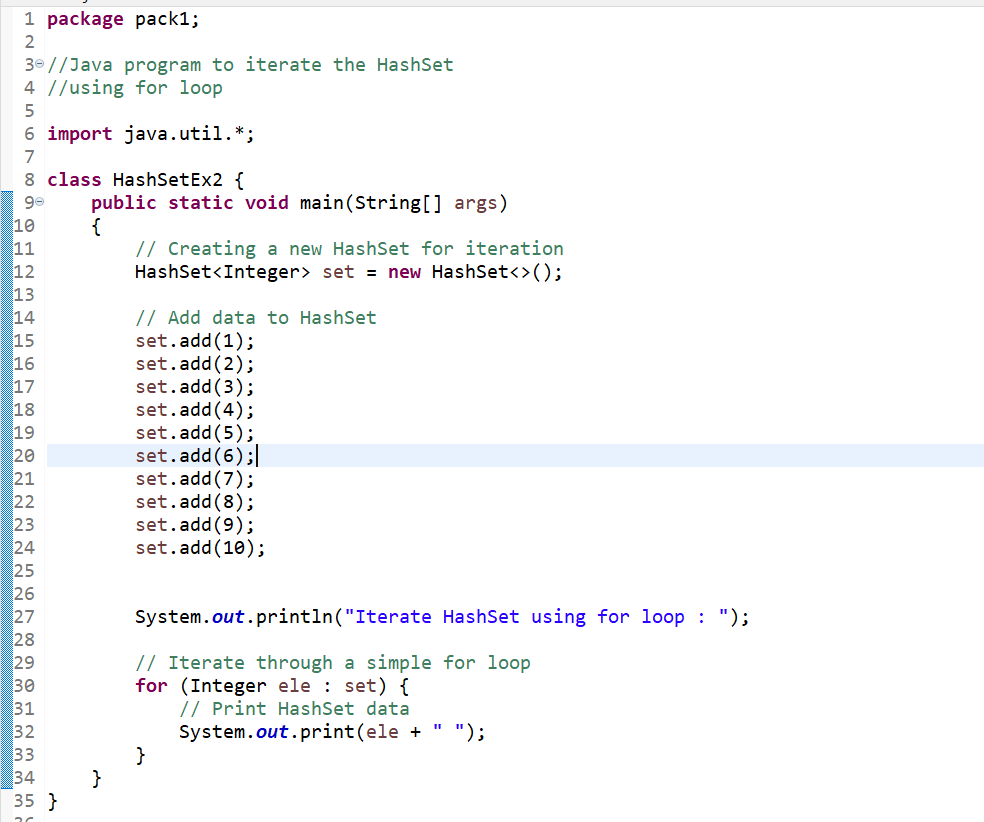 1 package pack1;
2
3 //Java program to iterate the HashSet
4 //using for loop
5
6 import java.util.*;
7
8 class HashSetEx2 {
9     public static void main(String[] args)
10     {
11         // Creating a new HashSet for iteration
12         HashSet<Integer> set = new HashSet<>();
13
14         // Add data to HashSet
15         set.add(1);
16         set.add(2);
17         set.add(3);
18         set.add(4);
19         set.add(5);
20         set.add(6);
21         set.add(7);
22         set.add(8);
23         set.add(9);
24         set.add(10);
25
26
27         System.out.println("Iterate HashSet using for loop : ");
28
29         // Iterate through a simple for loop
30         for (Integer ele : set) {
31             // Print HashSet data
32             System.out.print(ele + " ");
33         }
34     }
35 }